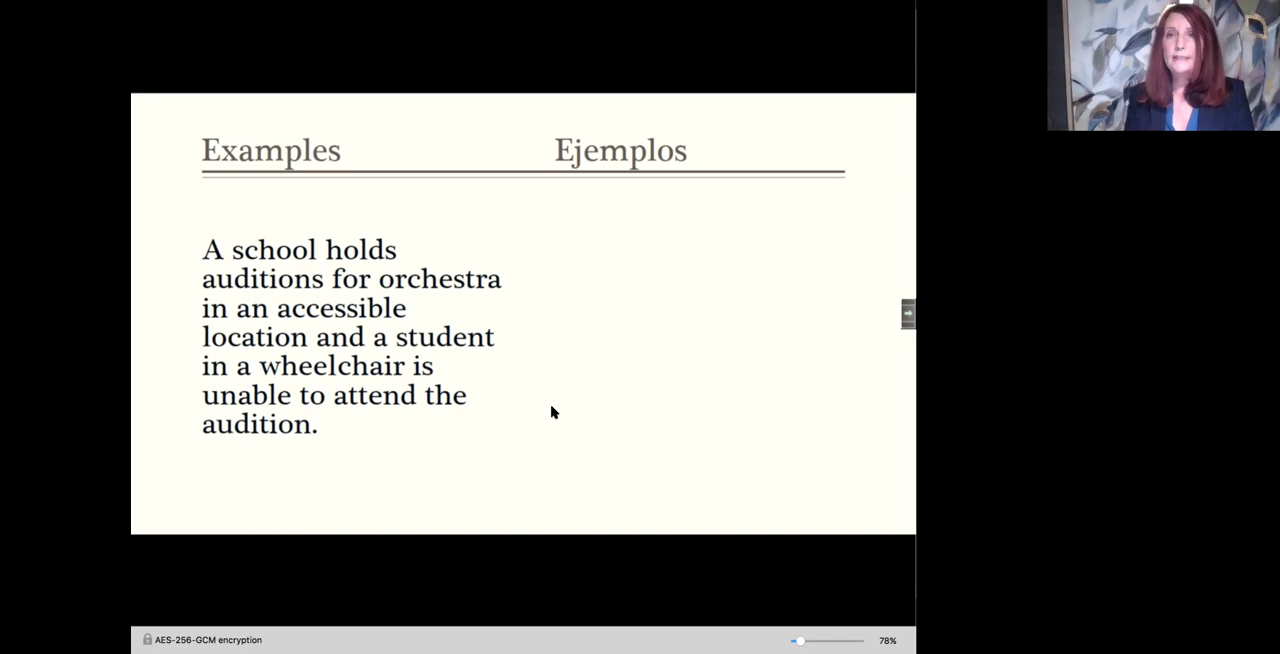 Examples
Ejemplos
A school holds
auditions for orchestra
in an accessible
location and a student
in a wheelchair is
unable to attend the
audition.
AES-256-GCM encryption
78%